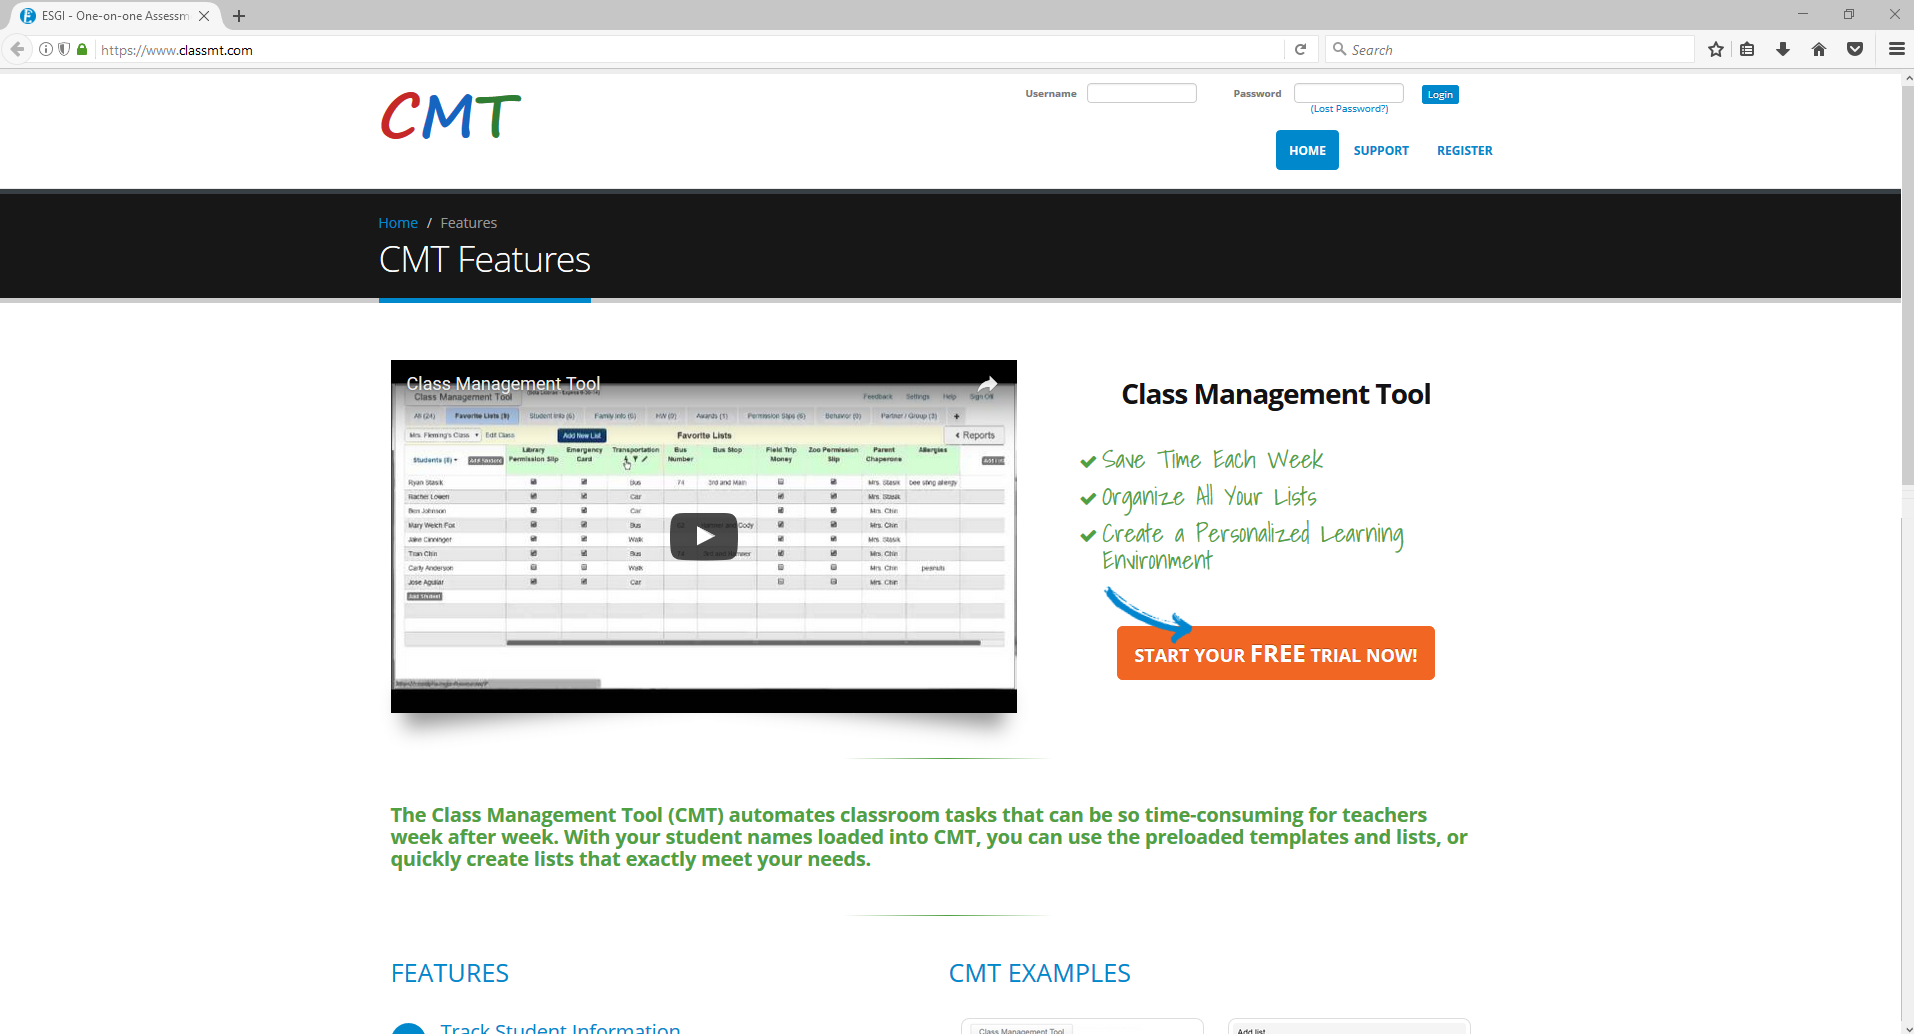 ESGI - One-on-one Assessm
https://www.classmt.com
Search
CMT
Username
Password
Login
(Lost Password?)
HOME
SUPPORT
REGISTER
Home / Features
CMT Features
Class Management Tool
Class Management Tool
Feedback Settings Help Sign Off
All (24) Favorite Lists (9) Student Info (6) Family Info (6) HW (0) Awards (1) Permission Slips (6) Behavior (0) Partner / Group (3) +
Mrs. Fleming's Class Edit Class Add New List Favorite Lists Reports
Students (8) Add Students Library Permission Slip Emergency Card Transportation Bus Number Bus Stop Field Trip Money Zoo Permission Slip Parent Chaperone Allergies
Ryan Stasik Bus 74 3rd and Main Mrs. Stasik bee sting allergy
Rachel Lowen Car Mrs. Stasik
Ben Johnson Car Mrs. Chin
Mary Welch Fox Bus and Cody Mrs. Chin
Jake Cinninger Walk Mrs. Stasik
Tran Chin Bus Mrs. Chin
Carly Anderson Walk Mrs. Chin peanuts
Jose Aguilar Car Mrs. Chin
Add Student
Class Management Tool
Save Time Each Week
Organize All Your Lists
Create a Personalized Learning
Environment
START YOUR FREE TRIAL NOW!
The Class Management Tool (CMT) automates classroom tasks that can be so time-consuming for teachers
week after week. With your student names loaded into CMT, you can use the preloaded templates and lists, or
quickly create lists that exactly meet your needs.
FEATURES
CMT EXAMPLES
Track Student Information
Class Management Tool
Add list